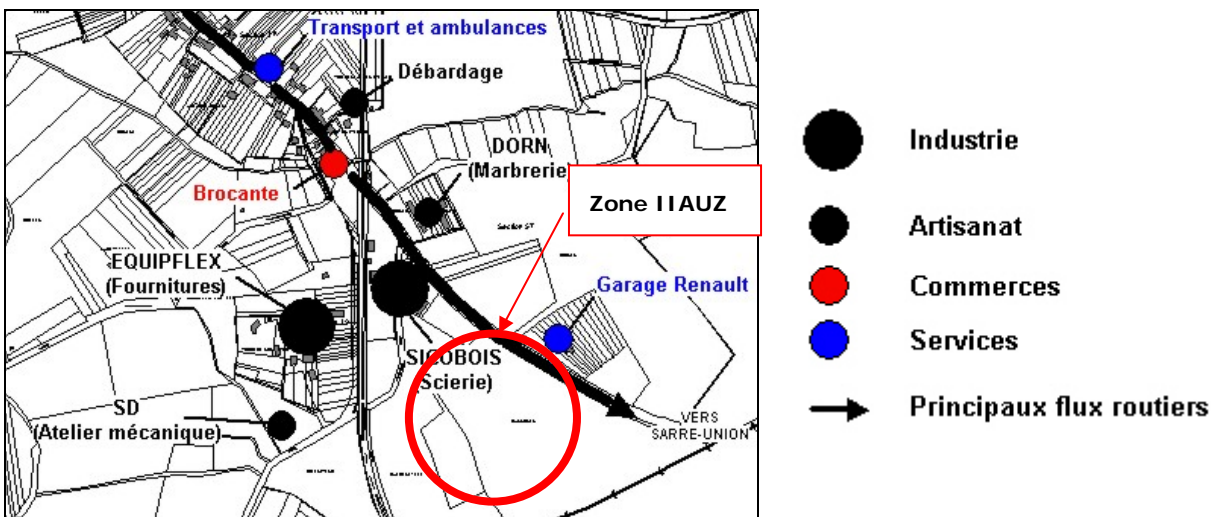 Transport et ambulances
Débardage
DORN
(Marbrerie
Brocante
Zone IIAUZ
EQUIPFLEX
(Fournitures)
Garage Renault
SICOBOIS
(Scierie)
SD
(Atelier mécanique)
VERS
SARRE-UNION
Industrie
Artisanat
Commerces
Services
Principaux flux routiers